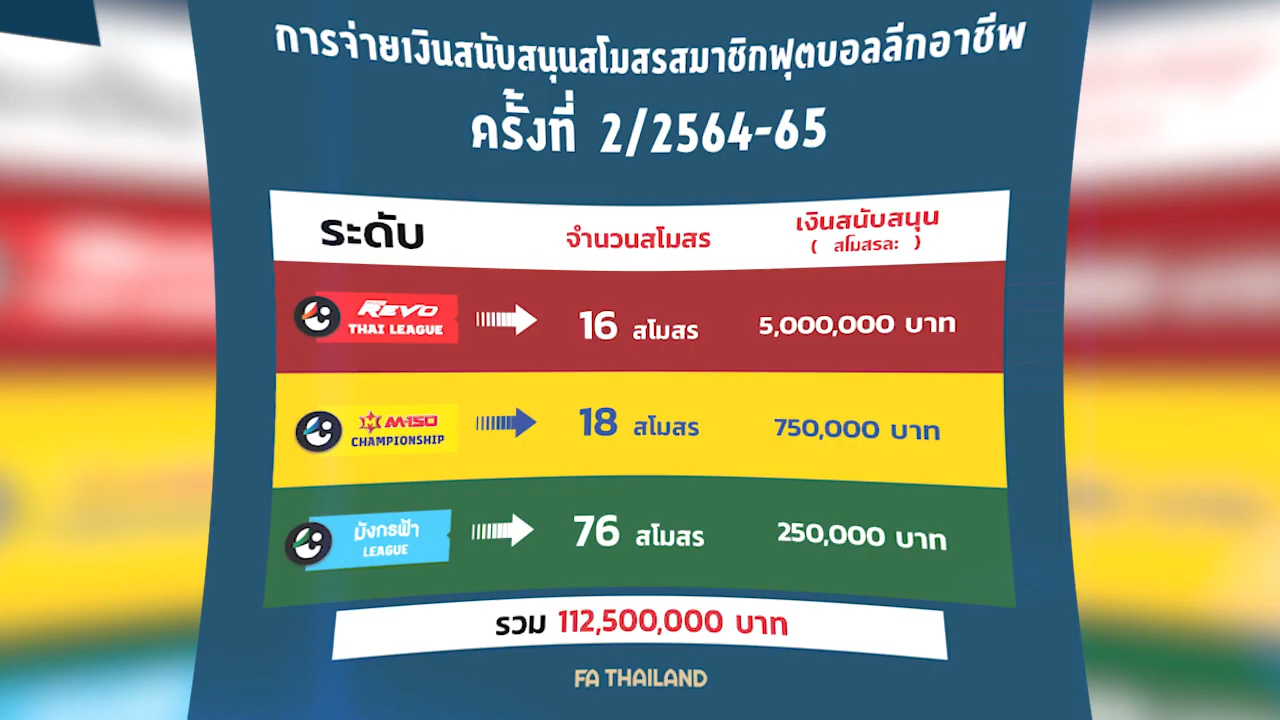 การจ่ายเงินสนับสนุนสโมสรสมาชิกฟุตบอลลีกอาชีพ
ครั้งที่ 2/2564-65
ระดับ จำนวนสโมสร เงินสนับสนุน
( สโมสรละ )
REVO
THAI LEAGUE
16 สโมสร 5,000,000 บาท
M-150
CHAMPIONSHIP
18 สโมสร 750,000 บาท
มังกรฟ้า
LEAGUE
76 สโมสร 250,000 บาท
รวม 112,500,000 บาท
FA THAILAND